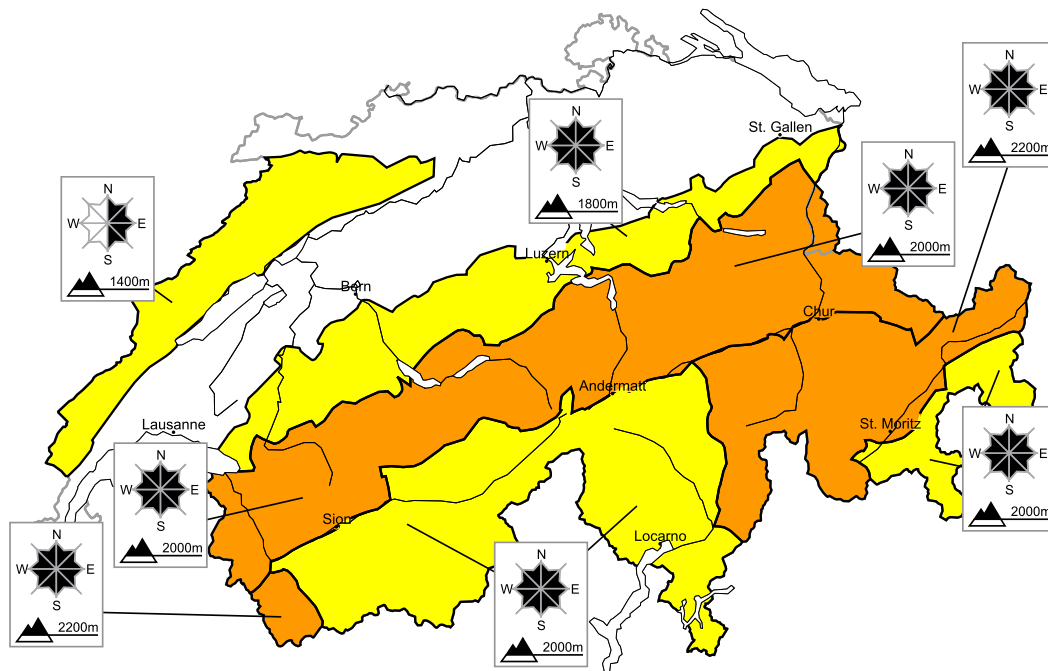 N
W E
S
2200m
St. Gallen
N
W E
S
1800m
N
W E
S
2000m
N
W E
S
1400m
Luzern
Bern
Chur
Andermatt
St. Moritz
Lausanne
N
W E
S
2000m
N
W E
S
2000m
Sion
Locarno
N
W E
S
2200m
N
W E
S
2000m